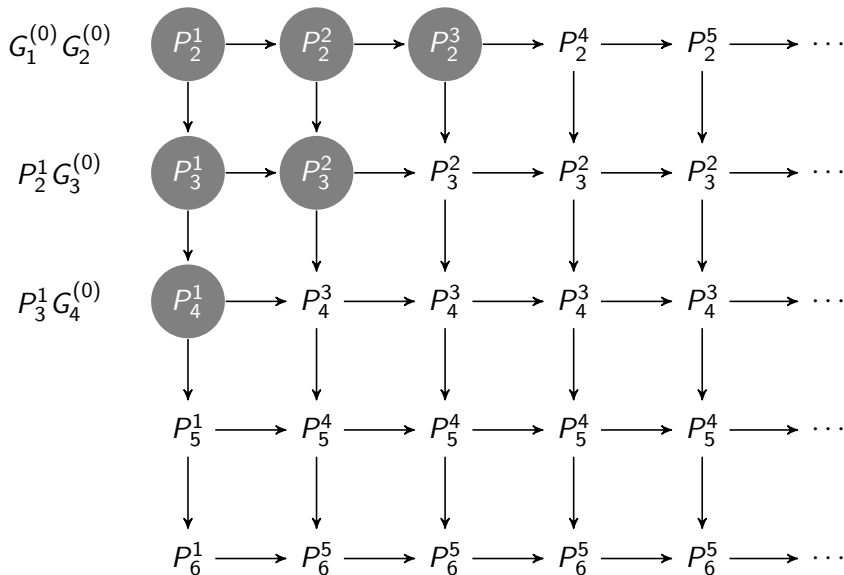 G_1^{(0)} G_2^{(0)} P_2^1 P_2^2 P_2^3 P_2^4 P_2^5 ⋯
P_2^1 G_3^{(0)} P_3^1 P_3^2 P_3^2 P_3^2 P_3^2 ⋯
P_3^1 G_4^{(0)} P_4^1 P_4^3 P_4^3 P_4^3 P_4^3 ⋯
P_5^1 P_5^4 P_5^4 P_5^4 P_5^4 ⋯
P_6^1 P_6^5 P_6^5 P_6^5 P_6^5 ⋯